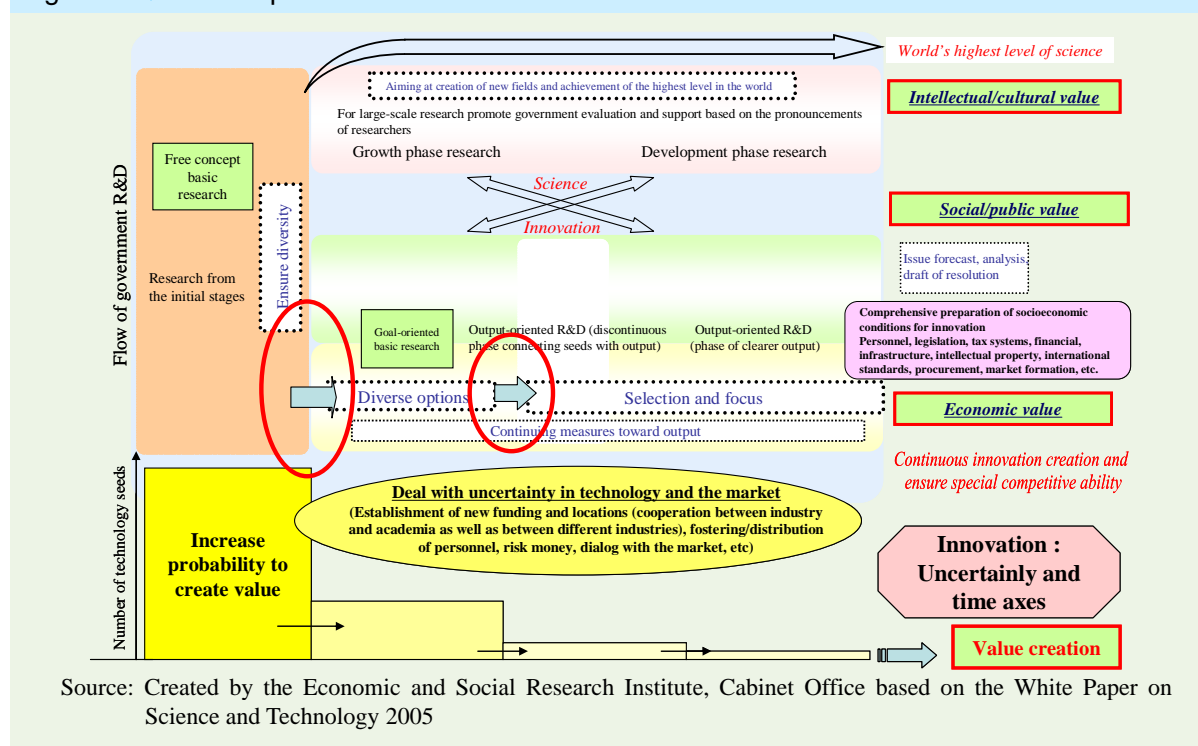 World's highest level of science
Aiming at creation of new fields and achievement of the highest level in the world
Intellectual/cultural value
For large-scale research promote government evaluation and support based on the pronouncements
of researchers
Growth phase research
Development phase research
Flow of government R&D
Free concept
basic
research
Ensure diversity
Research from
the initial stages
Science
Innovation
Social/public value
Issue forecast, analysis,
draft of resolution
Goal-oriented
basic research
Output-oriented R&D (discontinuous
phase connecting seeds with output)
Output-oriented R&D
(phase of clearer output)
Comprehensive preparation of socioeconomic
conditions for innovation
Personnel, legislation, tax systems, financial,
infrastructure, intellectual property, international
standards, procurement, market formation, etc.
Diverse options
Selection and focus
Economic value
Continuing measures toward output
Continuous innovation creation and
ensure special competitive ability
Number of technology seeds
Increase
probability to
create value
Deal with uncertainty in technology and the market
(Establishment of new funding and locations (cooperation between industry
and academia as well as between different industries), fostering/distribution
of personnel, risk money, dialog with the market, etc)
Innovation :
Uncertainly and
time axes
Value creation
Source: Created by the Economic and Social Research Institute, Cabinet Office based on the White Paper on
Science and Technology 2005